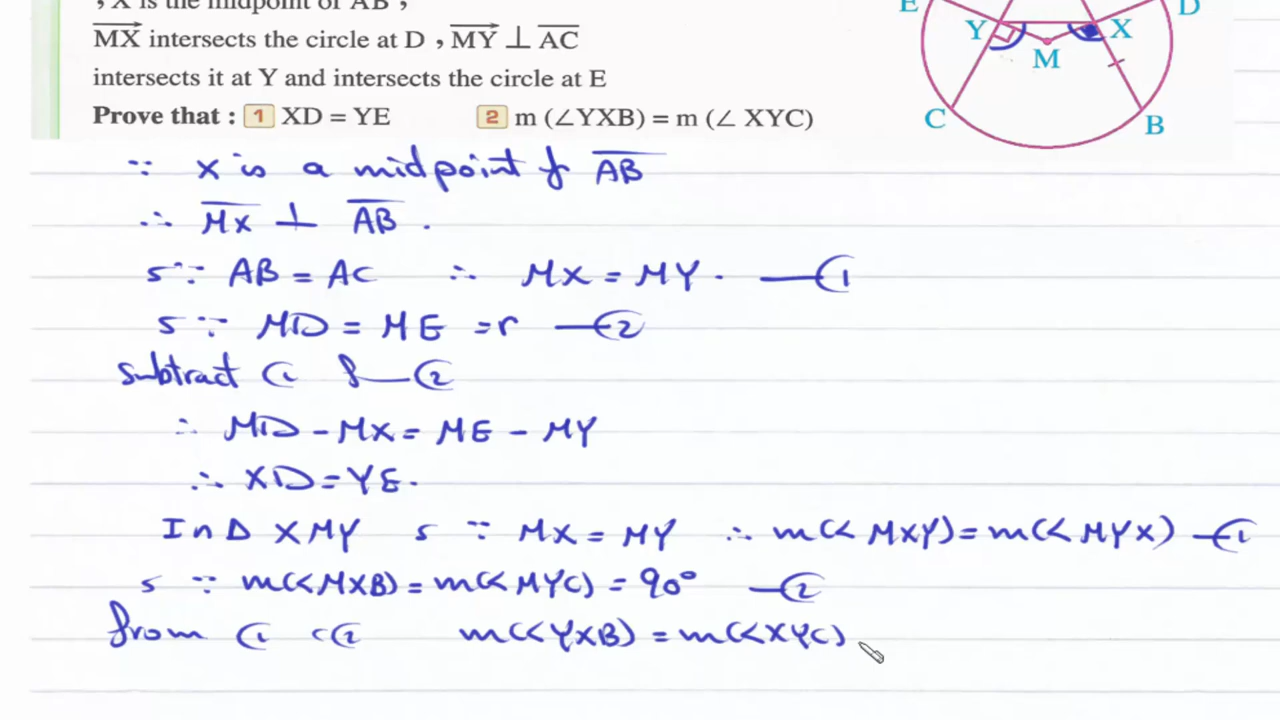 , X is the midpoint of AB ,
MX intersects the circle at D , MY ⊥ AC
intersects it at Y and intersects the circle at E
Prove that : 1 XD = YE 2 m (∠YXB) = m (∠ XYC)
E
D
Y
X
M
C
B
∵ X is a midpoint of AB
∴ MX ⊥ AB .
, ∵ AB = AC ∴ MX = MY . — 1
, ∵ MD = ME = r — 2
Subtract 1 & 2
∴ MD - MX = ME - MY
∴ XD = YE .
In Δ XMY , ∵ MX = MY ∴ m(< MXY) = m(< MYX) — 1
, ∵ m(< MXB) = m(< MYC) = 90° — 2
from 1 , 2 m(< YXB) = m(< XYC)